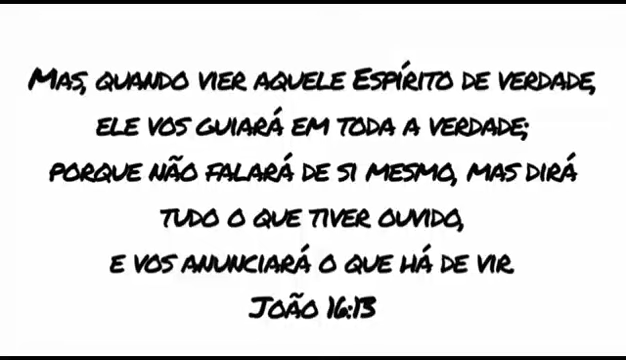 Mas, quando vier aquele Espírito de verdade,
ele vos guiará em toda a verdade;
porque não falará de si mesmo, mas dirá
tudo o que tiver ouvido,
e vos anunciará o que há de vir.
João 16:13